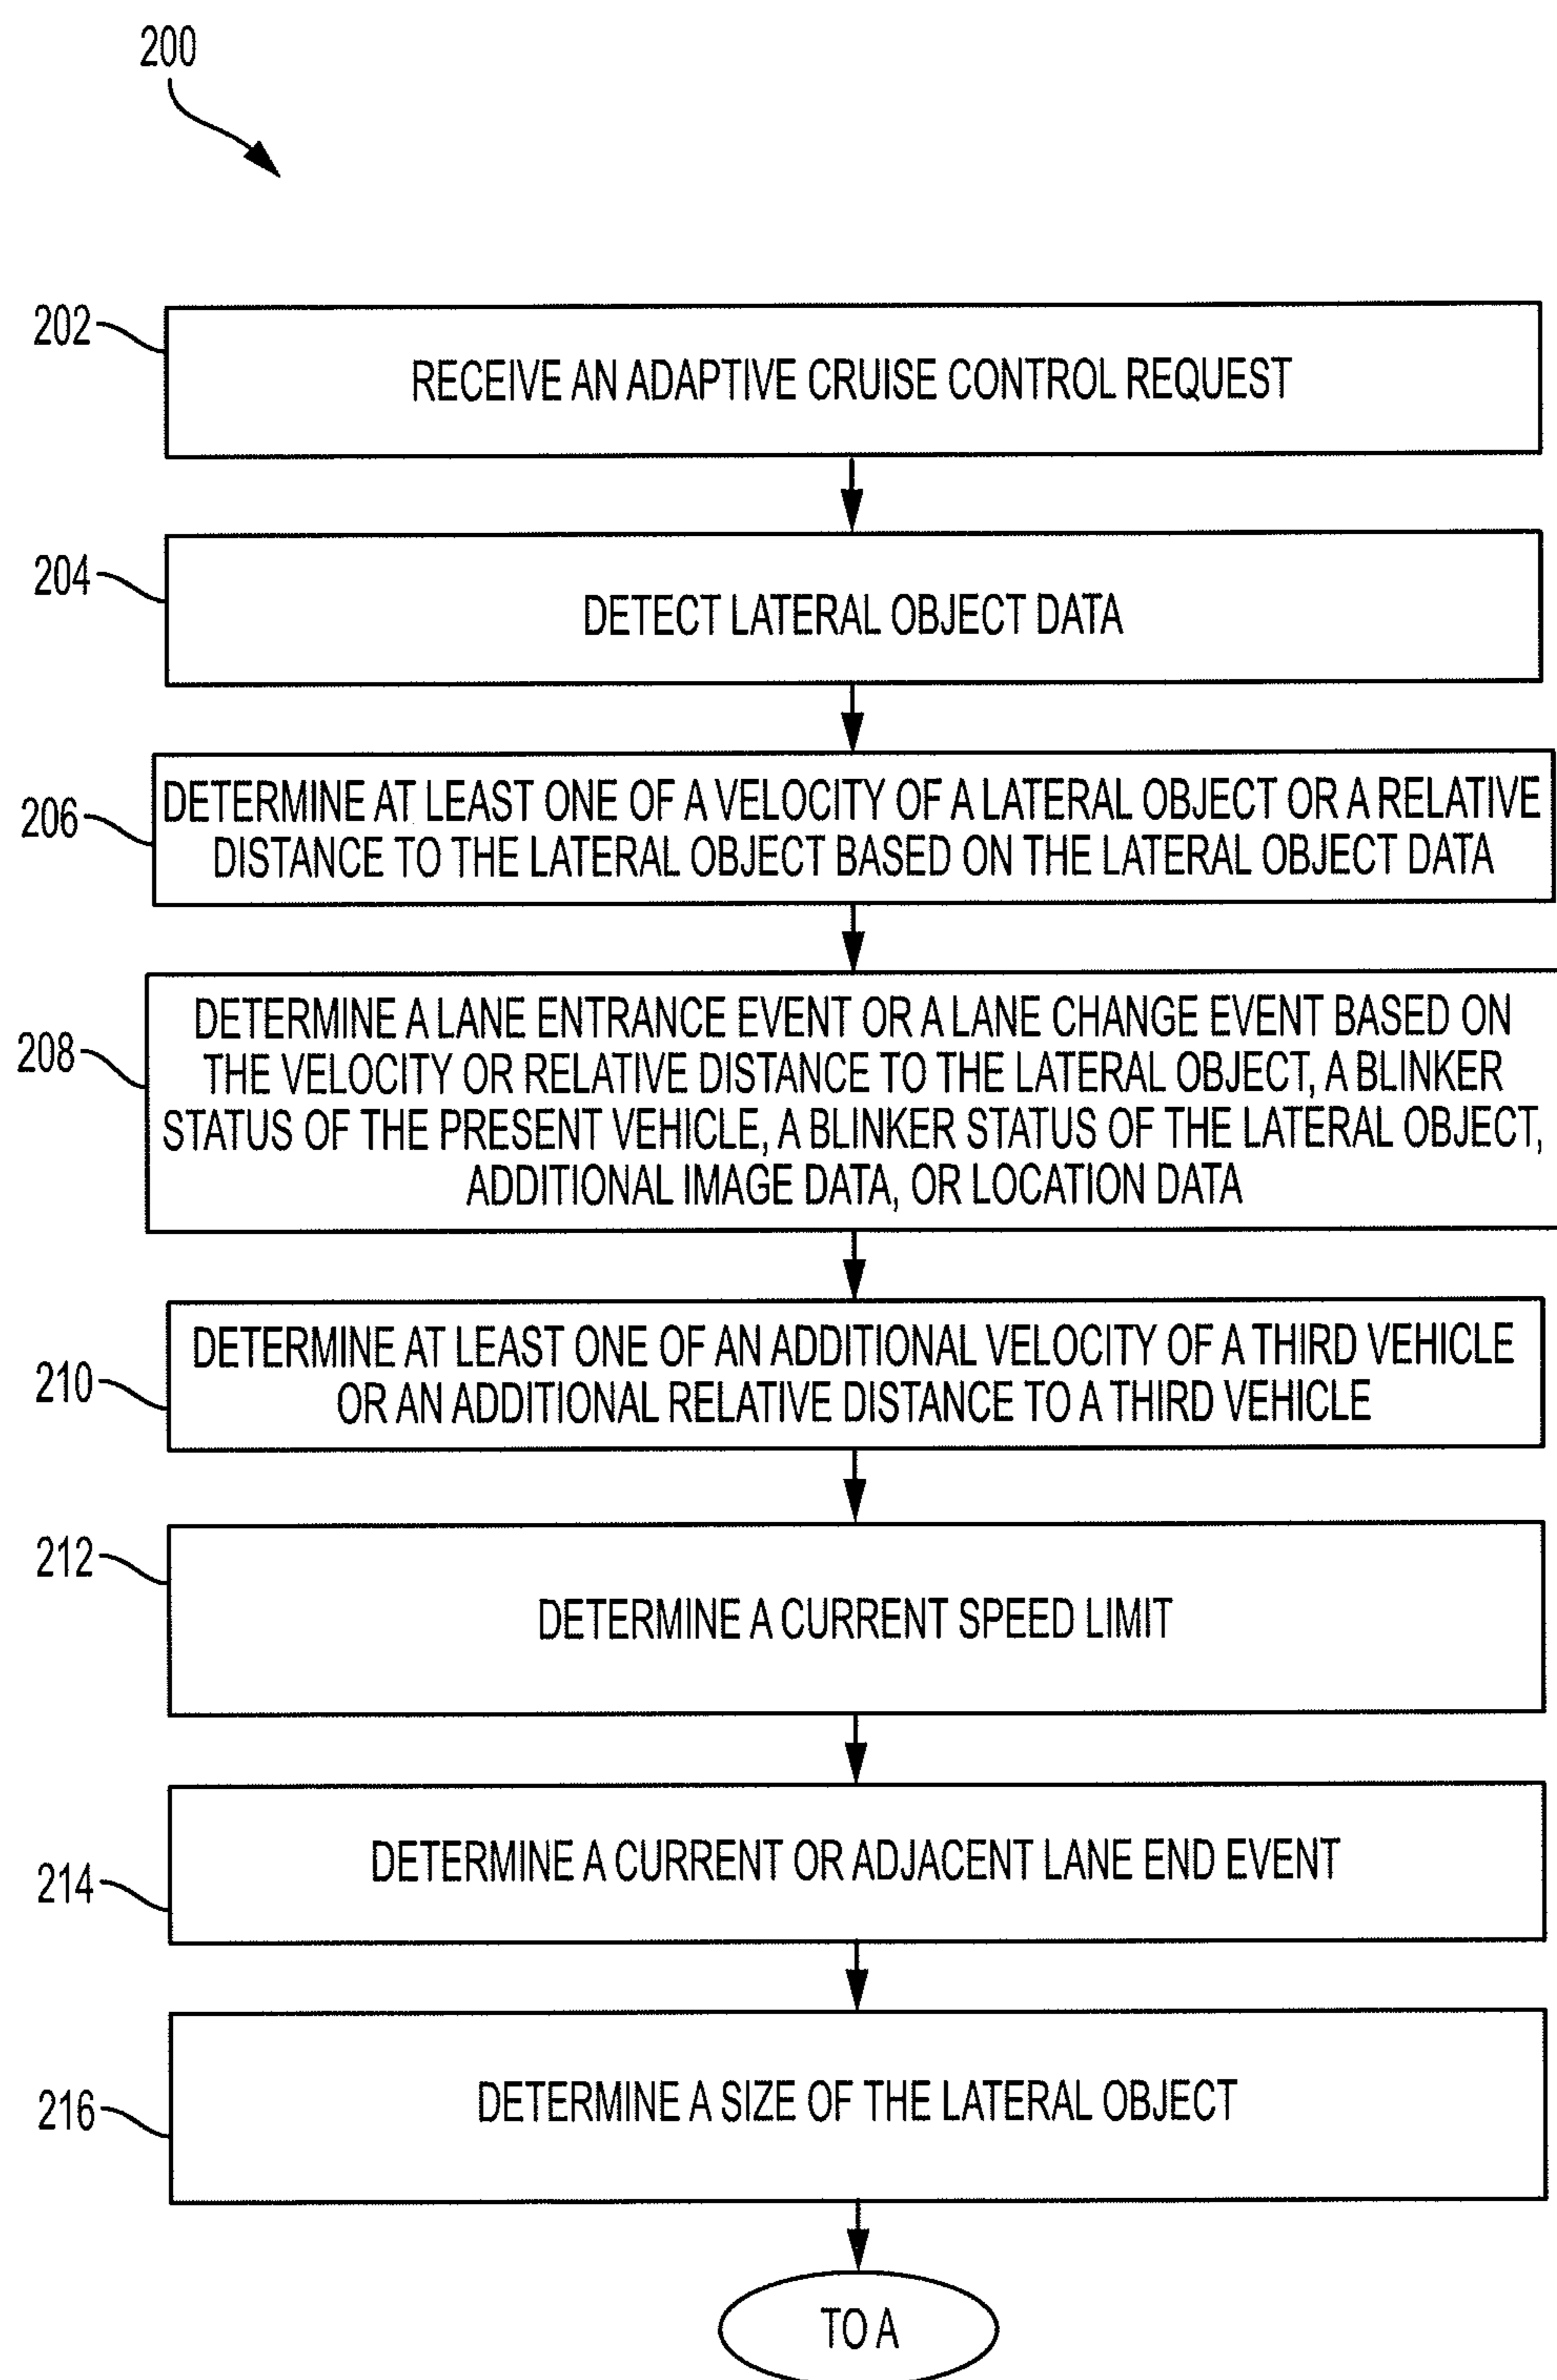 200
202
RECEIVE AN ADAPTIVE CRUISE CONTROL REQUEST
204
DETECT LATERAL OBJECT DATA
206
DETERMINE AT LEAST ONE OF A VELOCITY OF A LATERAL OBJECT OR A RELATIVE
DISTANCE TO THE LATERAL OBJECT BASED ON THE LATERAL OBJECT DATA
208
DETERMINE A LANE ENTRANCE EVENT OR A LANE CHANGE EVENT BASED ON
THE VELOCITY OR RELATIVE DISTANCE TO THE LATERAL OBJECT, A BLINKER
STATUS OF THE PRESENT VEHICLE, A BLINKER STATUS OF THE LATERAL OBJECT,
ADDITIONAL IMAGE DATA, OR LOCATION DATA
210
DETERMINE AT LEAST ONE OF AN ADDITIONAL VELOCITY OF A THIRD VEHICLE
OR AN ADDITIONAL RELATIVE DISTANCE TO A THIRD VEHICLE
212
DETERMINE A CURRENT SPEED LIMIT
214
DETERMINE A CURRENT OR ADJACENT LANE END EVENT
216
DETERMINE A SIZE OF THE LATERAL OBJECT
TO A